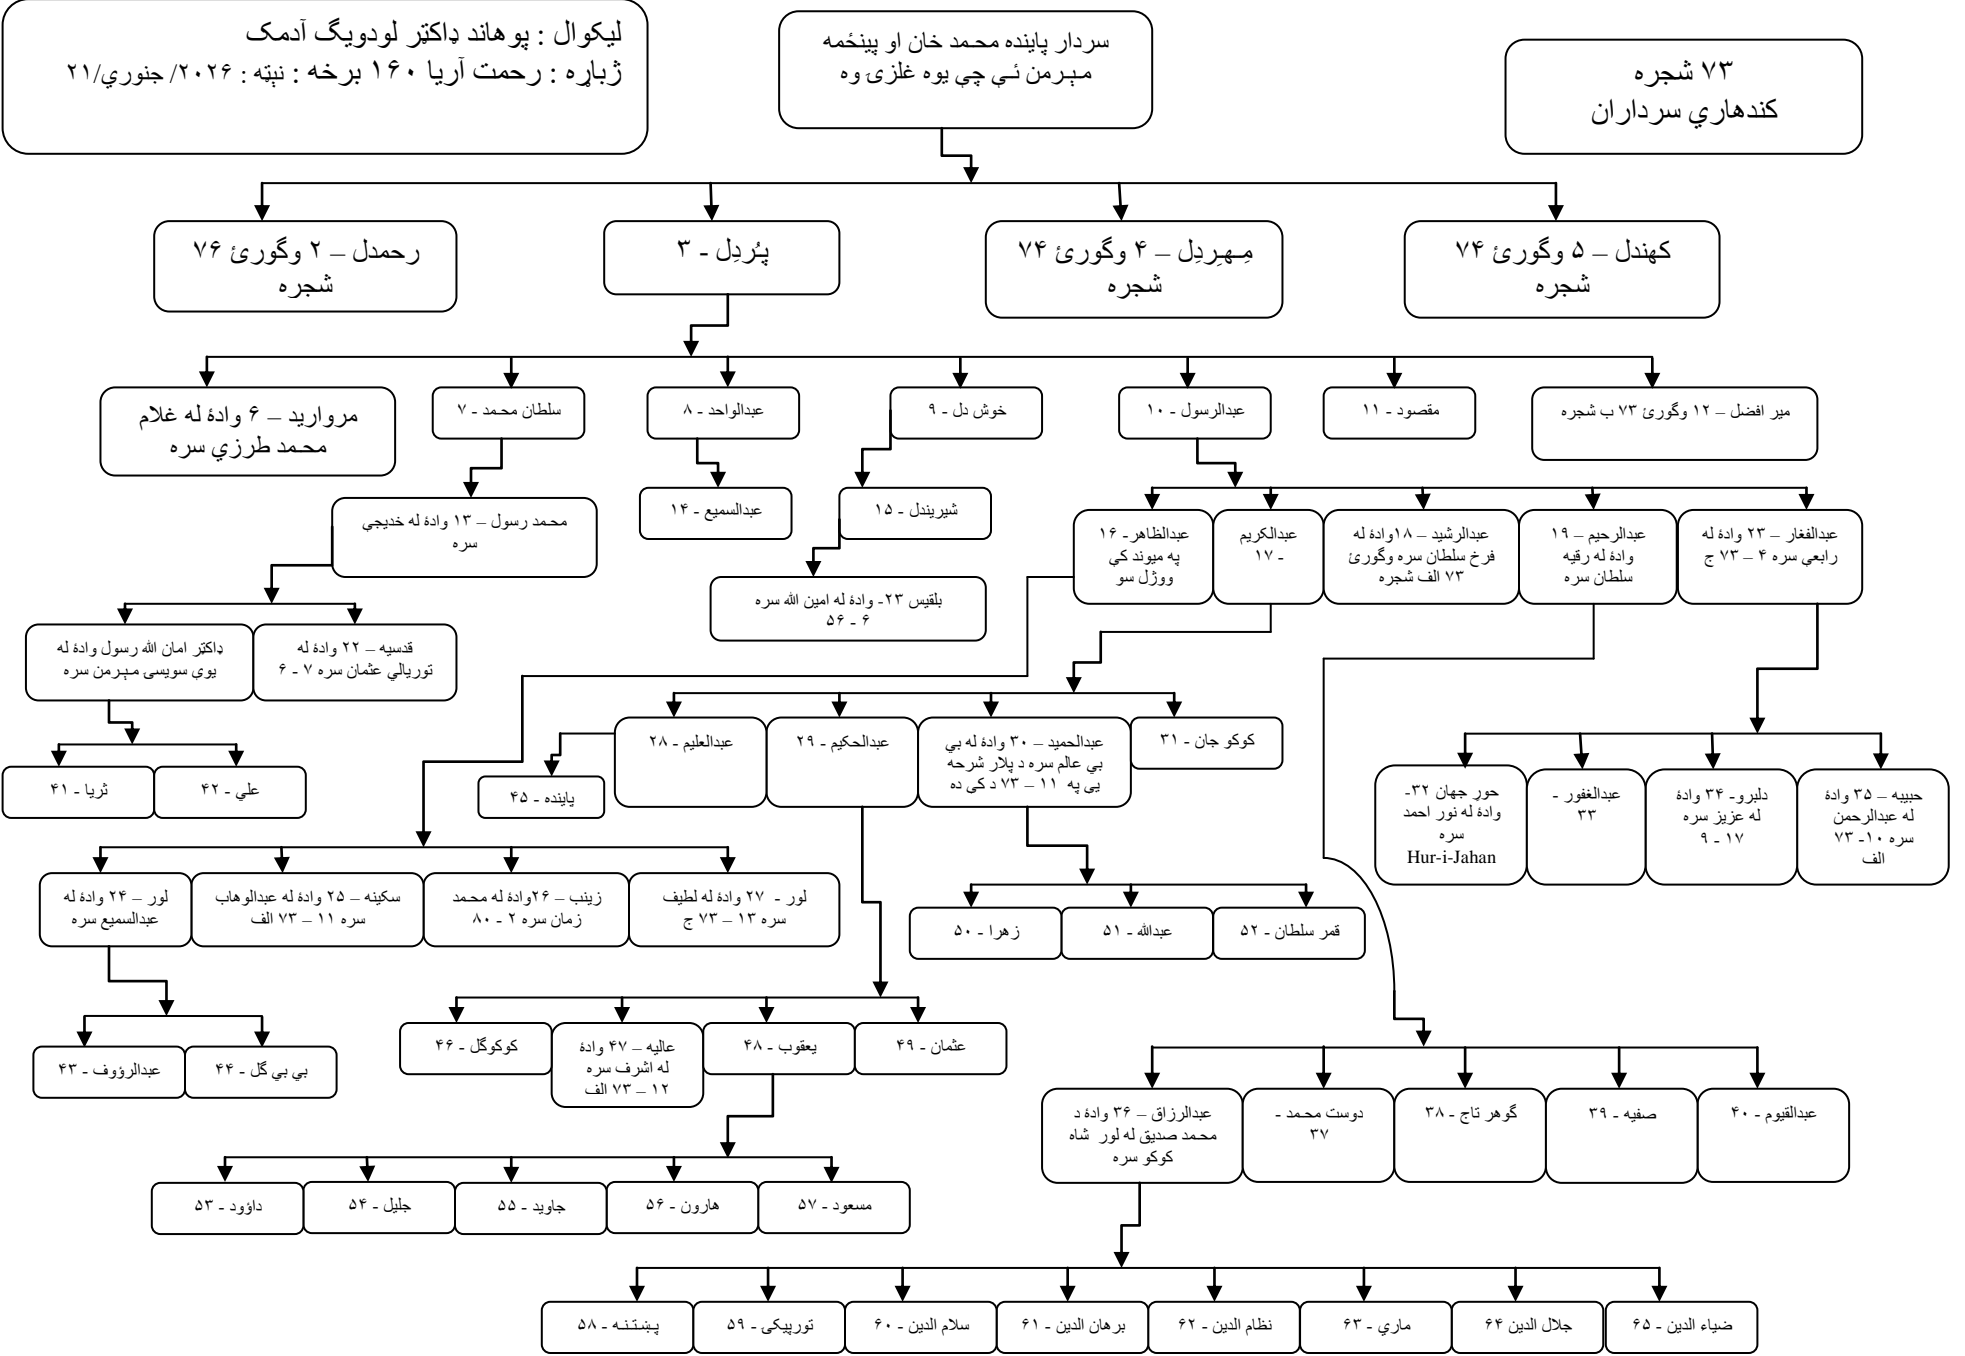 ۷۳ شجره
کندهاري سرداران
سردار پاینده محمد خان او پینځمه
مېرمن ئې چې یوه غلزۍ وه
لیکوال : پوهاند ډاکټر لودویګ آدمک
ژباړه : رحمت آریا ۱۶۰ برخه : نېټه : ۲۰۲۶/ جنوري/۲۱
کهندل – ۵ وګورئ ۷۴
شجره
مِهرِدِل – ۴ وګورئ ۷۴
شجره
پُردِل - ۳
رحمدل – ۲ وګورئ ۷۶
شجره
میر افضل – ۱۲ وګورئ ۷۳ ب شجره
مقصود - ۱۱
عبدالرسول - ۱۰
خوش دل - ۹
عبدالواحد - ۸
سلطان محمد - ۷
مروارید – ۶ وادۀ له غلام
محمد طرزي سره
عبدالغفار – ۲۳ وادۀ له
رابعې سره ۴ – ۷۳ ج
عبدالرحیم – ۱۹
وادۀ له رقیه
سلطان سره
عبدالرشید – ۱۸وادۀ له
فرخ سلطان سره وګورئ
۷۳ الف شجره
عبدالکریم
- ۱۷
عبدالظاهر- ۱۶
په میوند کې
ووژل سو
شیریندل - ۱۵
عبدالسمیع - ۱۴
محمد رسول – ۱۳ وادۀ له خدیجې
سره
بلقیس ۲۳- وادۀ له امین الله سره
۶ - ۵۶
قدسیه – ۲۲ وادۀ له
توریالي عثمان سره ۷ - ۶
ډاکټر امان الله رسول وادۀ له
یوې سویسۍ مېرمن سره
کوکو جان - ۳۱
عبدالحمید – ۳۰ وادۀ له بي
بي عالم سره د پلار شرحه
یې په ۱۱ – ۷۳ د کې ده
عبدالحکیم - ۲۹
عبدالعلیم - ۲۸
پاینده - ۴۵
علي - ۴۲
ثریا - ۴۱
حبیبه – ۳۵ وادۀ
له عبدالرحمن
سره ۱۰- ۷۳
الف
دلبرو- ۳۴ وادۀ
له عزیز سره
۱۷ - ۹
عبدالغفور -
۳۳
حورِ جهان ۳۲-
وادۀ له نور احمد
سره
Hur-i-Jahan
لور - ۲۷ وادۀ له لطیف
سره ۱۳ – ۷۳ ج
زینب – ۲۶وادۀ له محمد
زمان سره ۲ - ۸۰
سکینه – ۲۵ وادۀ له عبدالوهاب
سره ۱۱ – ۷۳ الف
لور – ۲۴ وادۀ له
عبدالسمیع سره
قمر سلطان - ۵۲
عبدالله - ۵۱
زهرا - ۵۰
عثمان - ۴۹
یعقوب - ۴۸
عالیه – ۴۷ وادۀ
له اشرف سره
۱۲ – ۷۳ الف
کوکوګل - ۴۶
بي بي ګل - ۴۴
عبدالرؤوف - ۴۳
عبدالقیوم - ۴۰
صفیه - ۳۹
ګوهر تاج - ۳۸
دوست محمد -
۳۷
عبدالرزاق – ۳۶ وادۀ د
محمد صدیق له لور شاه
کوکو سره
مسعود - ۵۷
هارون - ۵۶
جاوید - ۵۵
جلیل - ۵۴
داؤود - ۵۳
ضیاء الدین - ۶۵
جلال الدین ۶۴
ماري - ۶۳
نظام الدین - ۶۲
برهان الدین - ۶۱
سلام الدین - ۶۰
تورپیکۍ - ۵۹
پښتنه - ۵۸